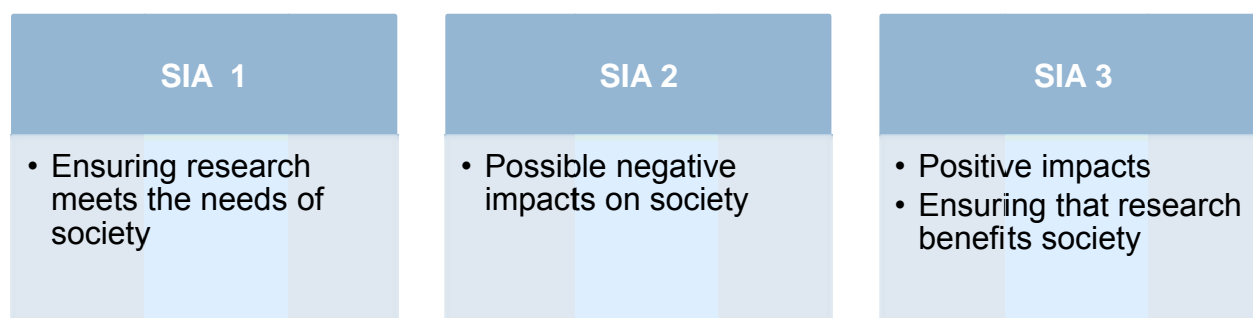 SIA 1
• Ensuring research
meets the needs of
society
SIA 2
• Possible negative
impacts on society
SIA 3
• Positive impacts
• Ensuring that research
benefits society